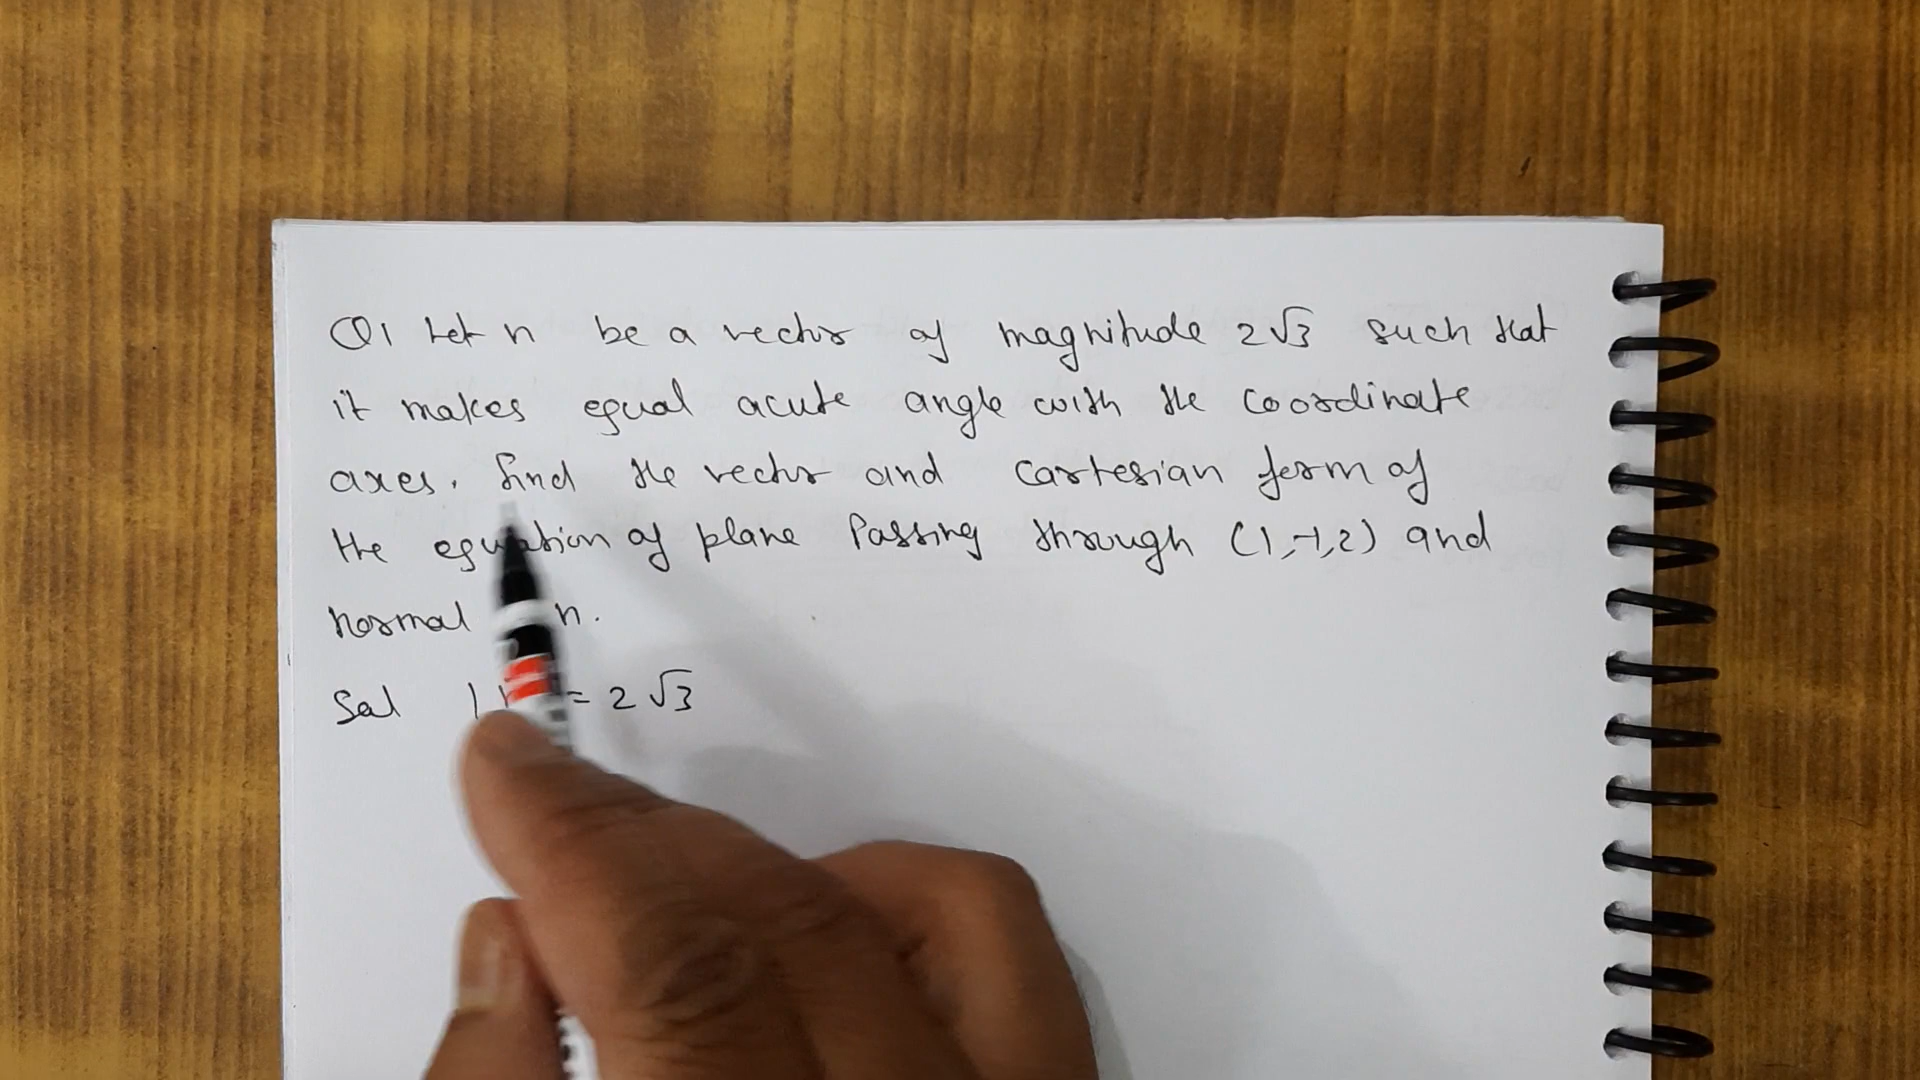 Q1 Let n be a vector of magnitude 2√3 such that
it makes equal acute angle with the coordinate
axes. find the vector and cartesian form of
the equation of plane Passing through (1,-1,2) and
normal n.
Sol = 2√3